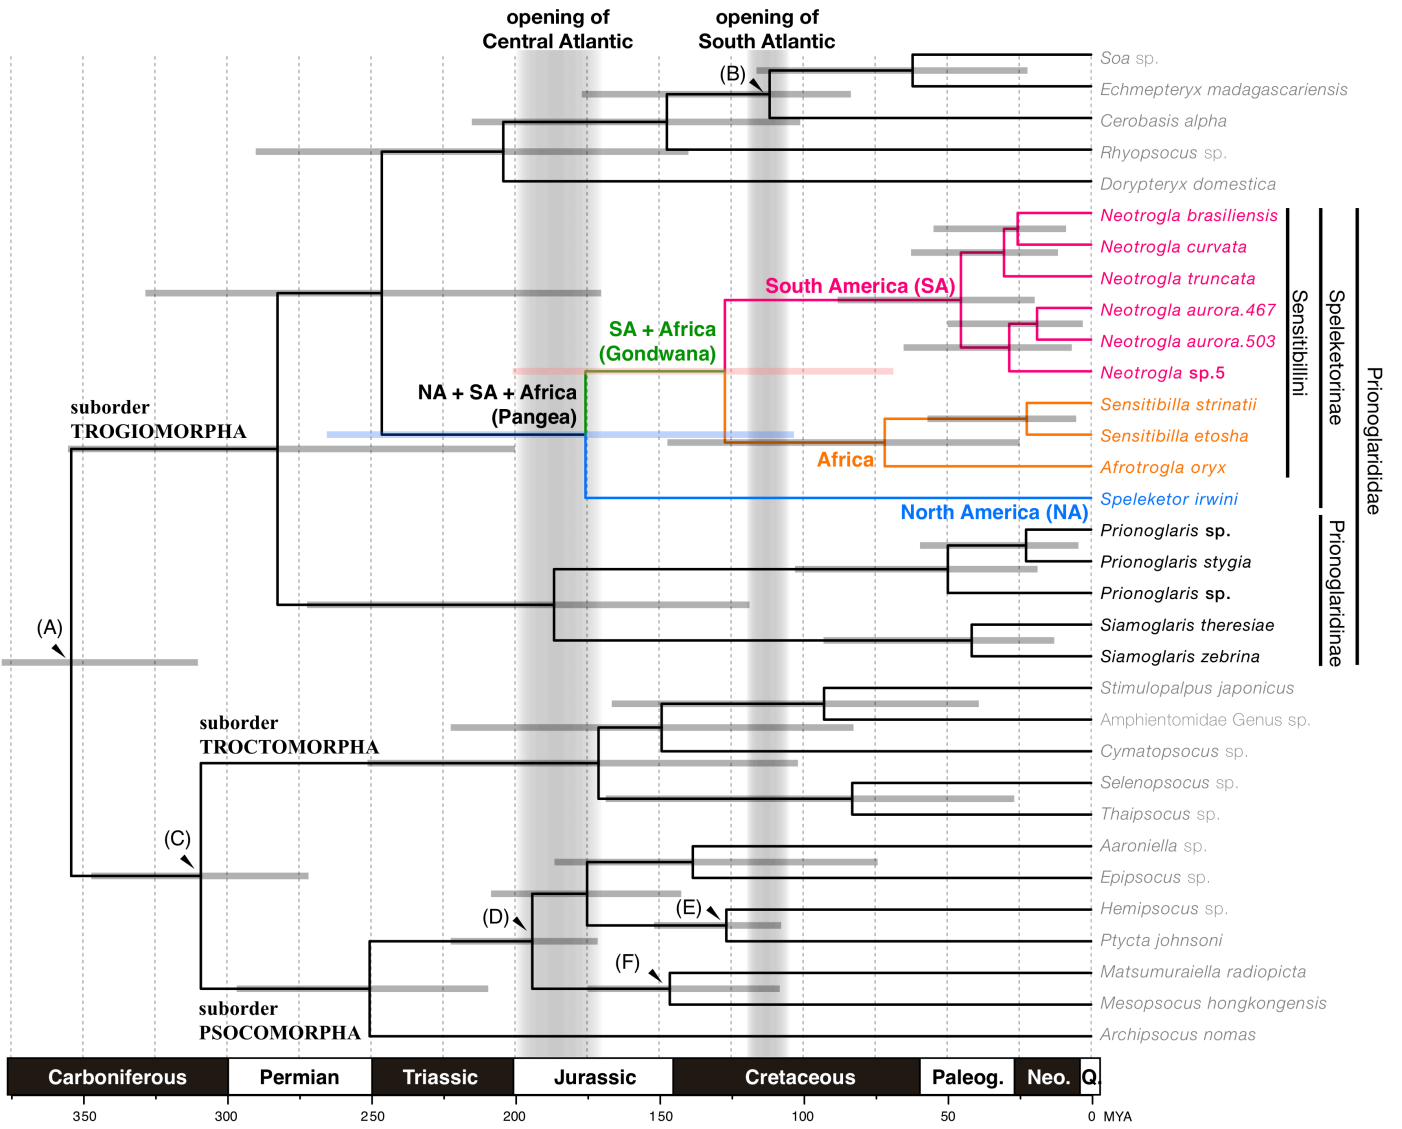 opening of
Central Atlantic
opening of
South Atlantic
(B)
Soa sp.
Echmepteryx madagascariensis
Cerobasis alpha
Rhyopsocus sp.
Dorypteryx domestica
Neotrogla brasiliensis
Neotrogla curvata
Neotrogla truncata
South America (SA)
Neotrogla aurora.467
Neotrogla aurora.503
Neotrogla sp.5
SA + Africa
(Gondwana)
NA + SA + Africa
(Pangea)
Sensitibilla strinatii
Sensitibilla etosha
Africa
Afrotrogla oryx
Speleketor irwini
North America (NA)
Sensitibillini
Speleketorinae
Prionoglarididae
Prionoglaridinae
suborder
TROGIOMORPHA
Prionoglaris sp.
Prionoglaris stygia
Prionoglaris sp.
Siamoglaris theresiae
Siamoglaris zebrina
(A)
Stimulopalpus japonicus
Amphientomidae Genus sp.
Cymatopsocus sp.
Selenopsocus sp.
Thaipsocus sp.
suborder
TROCTOMORPHA
(C)
Aaroniella sp.
Epipsocus sp.
Hemipsocus sp.
Ptycta johnsoni
(D)
(E)
(F)
Matsumuraiella radiopicta
Mesopsocus hongkongensis
Archipsocus nomas
suborder
PSOCOMORPHA
Carboniferous Permian Triassic Jurassic Cretaceous Paleog. Neo. Q.
350 300 250 200 150 100 50 0 MYA